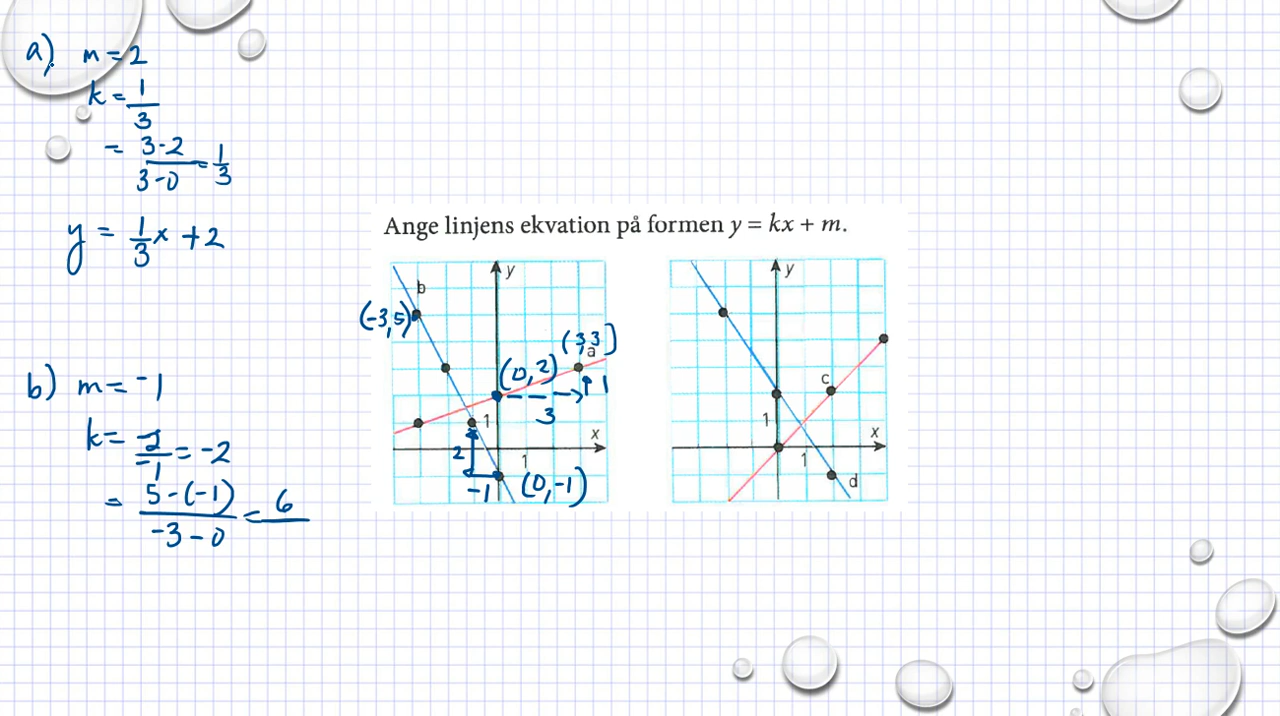 a) m = 2
k = 1/3
= 3-2/3-0 = 1/3
y = 1/3 x + 2
b) m = -1
k = 2/-1 = -2
= 5-(-1)/-3-0 = 6
Ange linjens ekvation på formen y = kx + m.
y
b
(-3,5)
(3,3)
a
(0,2)
1
3
1
x
2
1
-1
(0,-1)
y
c
1
x
1
d